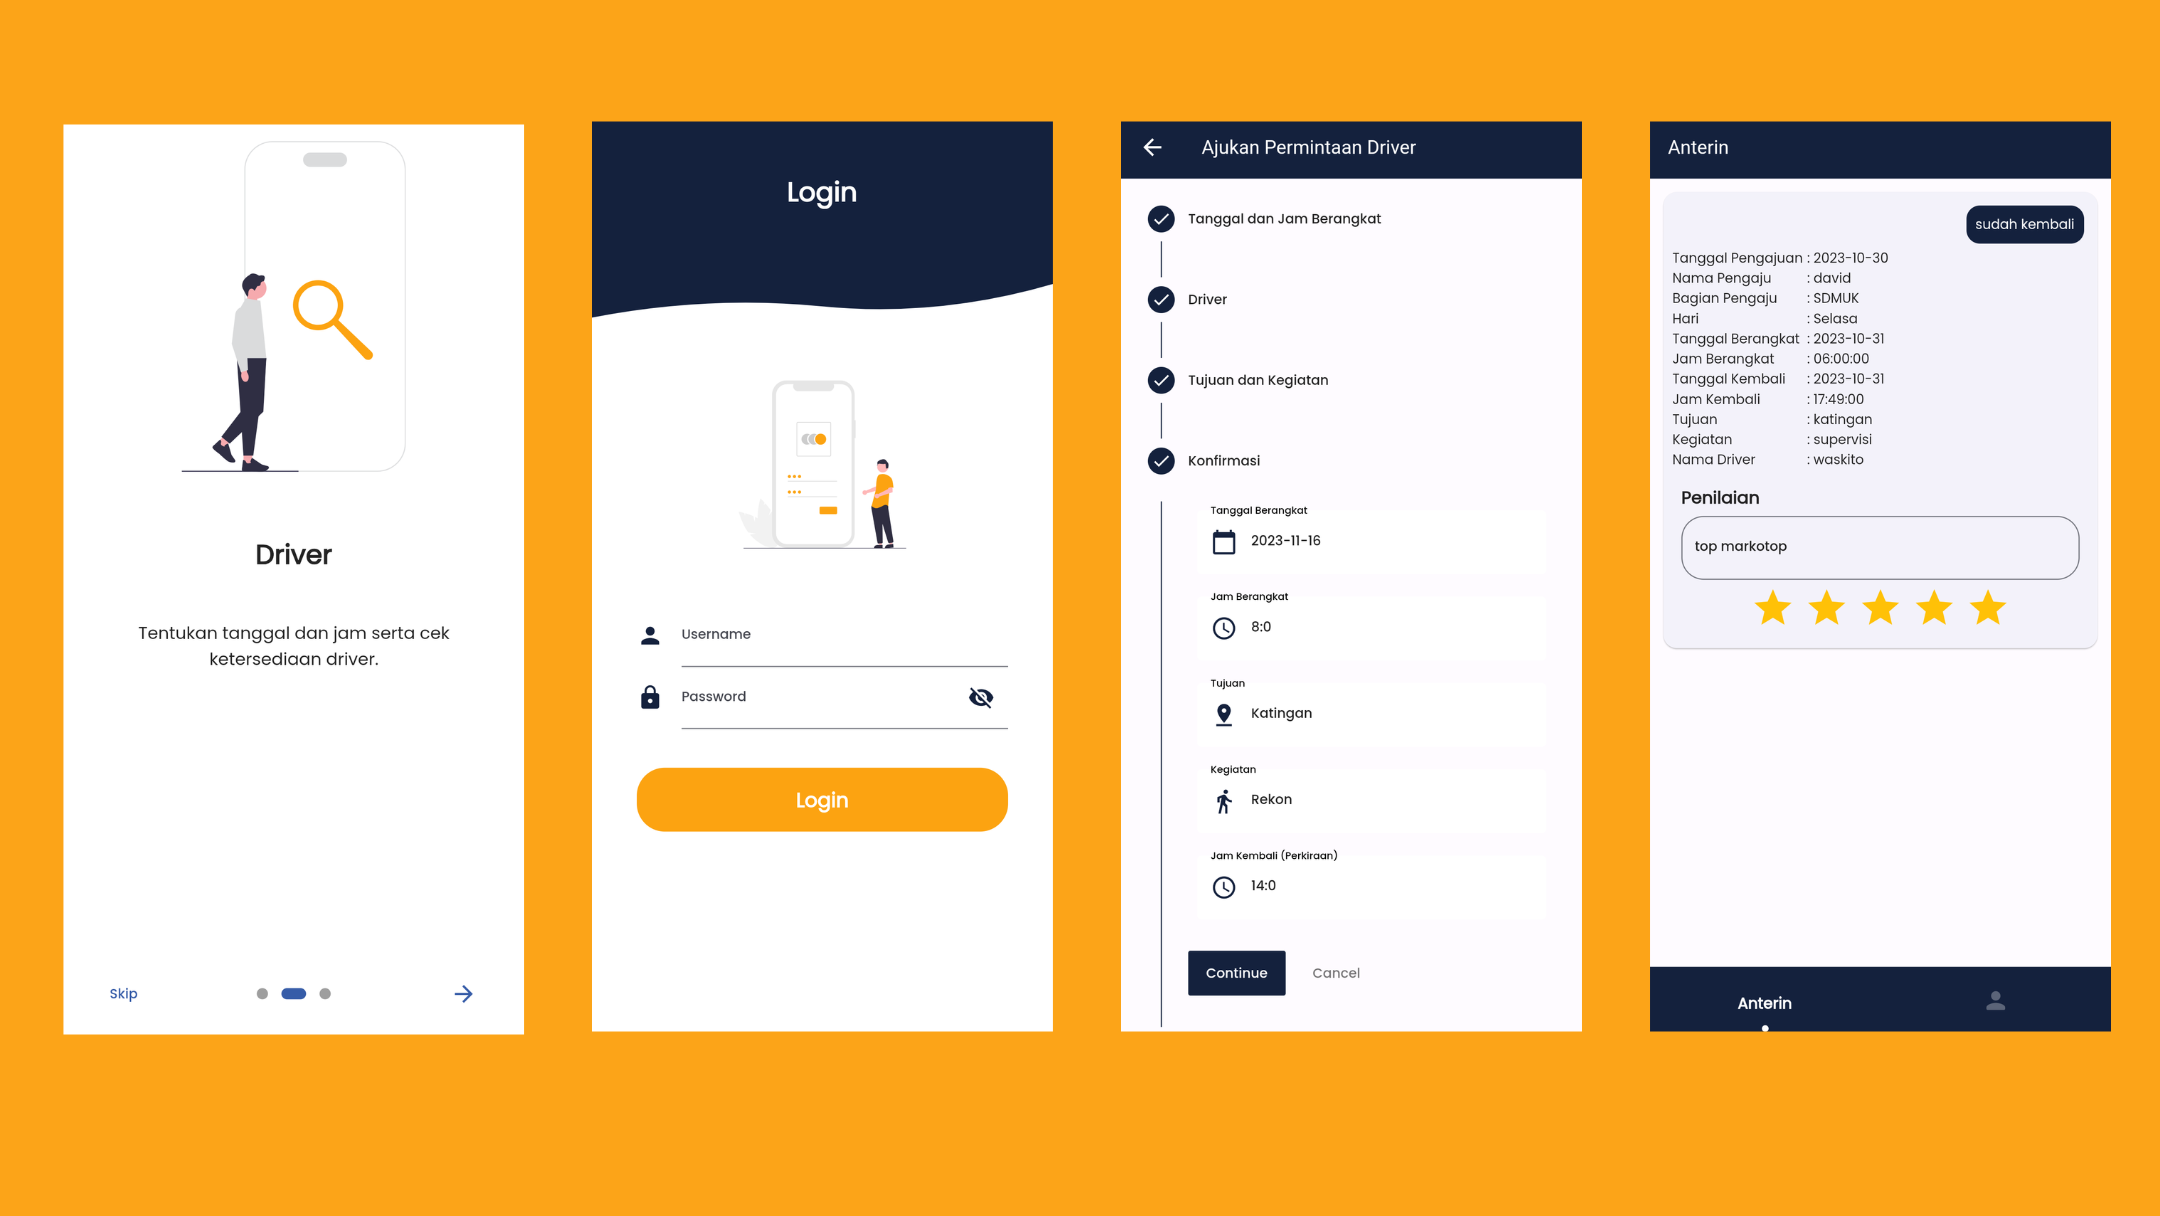 Driver
Tentukan tanggal dan jam serta cek
ketersediaan driver.
Skip
Login
Username
Password
Login
Ajukan Permintaan Driver
Tanggal dan Jam Berangkat
Driver
Tujuan dan Kegiatan
Konfirmasi
Tanggal Berangkat
2023-11-16
Jam Berangkat
8:0
Tujuan
Katingan
Kegiatan
Rekon
Jam Kembali (Perkiraan)
14:0
Continue Cancel
Anterin
sudah kembali
Tanggal Pengajuan : 2023-10-30
Nama Pengaju : david
Bagian Pengaju : SDMUK
Hari : Selasa
Tanggal Berangkat : 2023-10-31
Jam Berangkat : 06:00:00
Tanggal Kembali : 2023-10-31
Jam Kembali : 17:49:00
Tujuan : katingan
Kegiatan : supervisi
Nama Driver : waskito
Penilaian
top markotop
Anterin